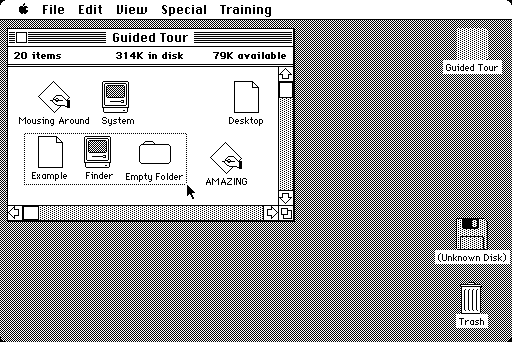 File Edit View Special Training
Guided Tour
20 items 314K in disk 79K available
Mousing Around System Desktop
Example Finder Empty Folder AMAZING
Guided Tour
(Unknown Disk)
Trash